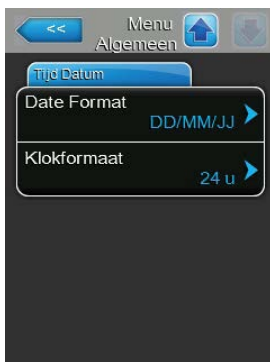 << Menu
Algemeen
Tijd Datum
Date Format
DD/MM/JJ
Klokformaat
24 u